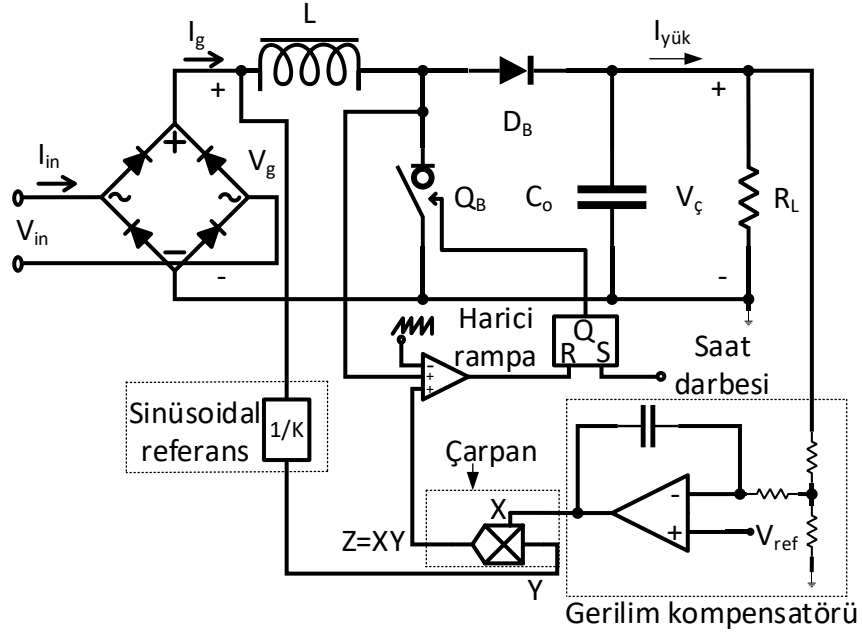 I_g
L
I_yük
+
+
D_B
I_in
+
V_g
~
~
Q_B
C_o
V_ç
R_L
V_in
−
-
-
Harici
rampa
Q
R S
Saat
darbesi
-
+
+
Sinüsoidal
referans
1/K
Çarpan
X
-
+
V_ref
Z=XY
Y
Gerilim kompensatörü